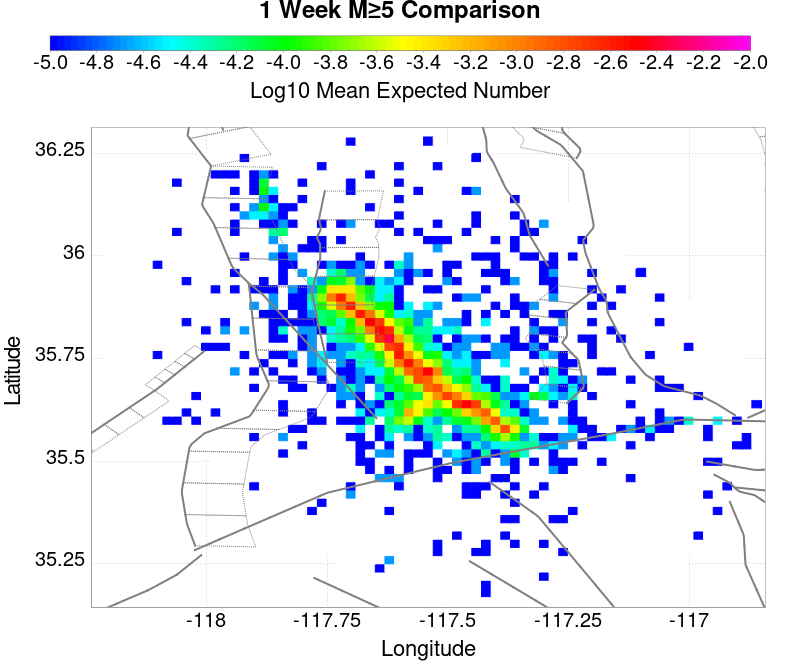 1 Week M≥5 Comparison
-5.0 -4.8 -4.6 -4.4 -4.2 -4.0 -3.8 -3.6 -3.4 -3.2 -3.0 -2.8 -2.6 -2.4 -2.2 -2.0
Log10 Mean Expected Number
36.25
36
35.75
35.5
35.25
Latitude
-118 -117.75 -117.5 -117.25 -117
Longitude